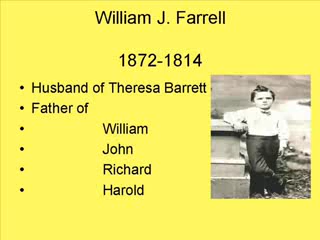 William J. Farrell
1872-1814
• Husband of Theresa Barrett
• Father of
• William
• John
• Richard
• Harold